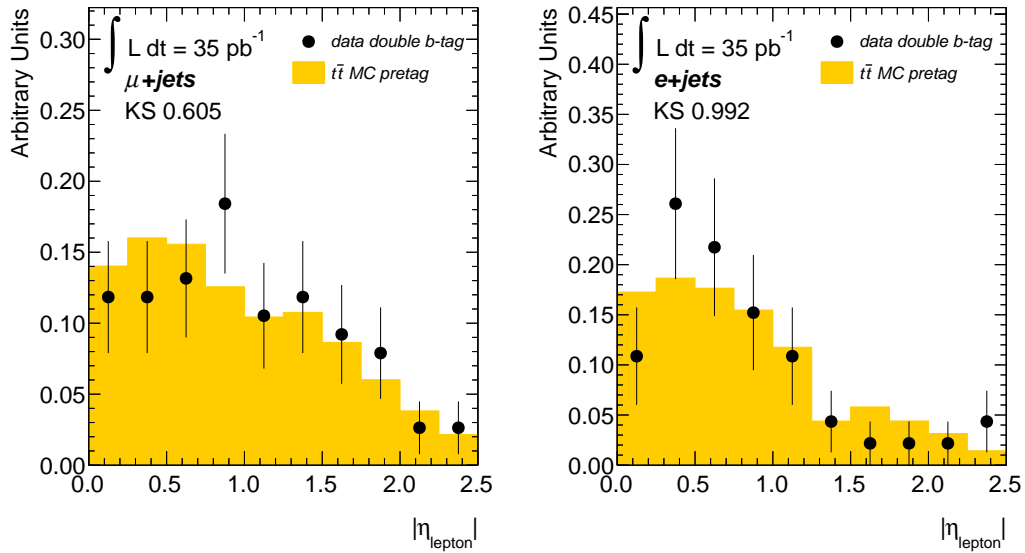 Arbitrary Units
0.30
0.25
0.20
0.15
0.10
0.05
0.00
∫ L dt = 35 pb⁻¹
μ+jets
KS 0.605
data double b-tag
tt̄ MC pretag
0.0 0.5 1.0 1.5 2.0 2.5
|η_lepton|
Arbitrary Units
0.45
0.40
0.35
0.30
0.25
0.20
0.15
0.10
0.05
0.00
∫ L dt = 35 pb⁻¹
e+jets
KS 0.992
data double b-tag
tt̄ MC pretag
0.0 0.5 1.0 1.5 2.0 2.5
|η_lepton|